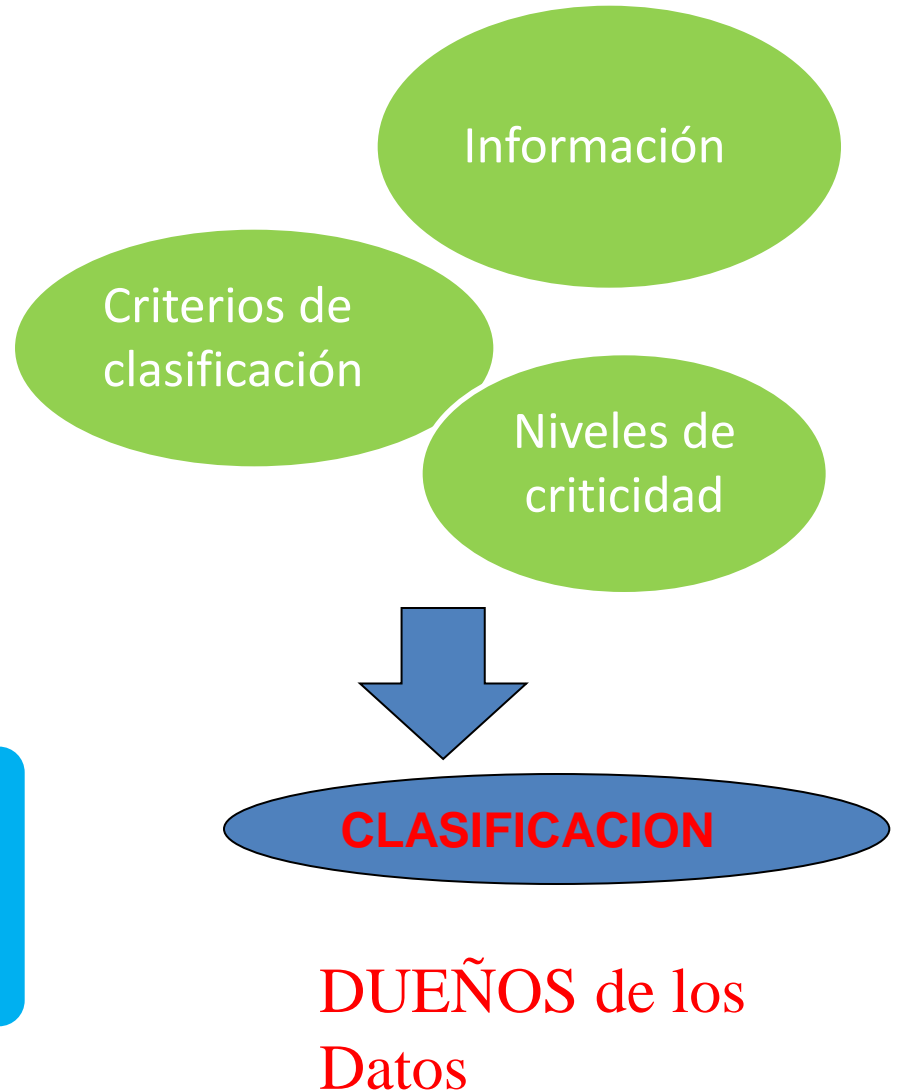 Información
Criterios de
clasificación
Niveles de
criticidad
CLASIFICACION
DUEÑOS de los
Datos